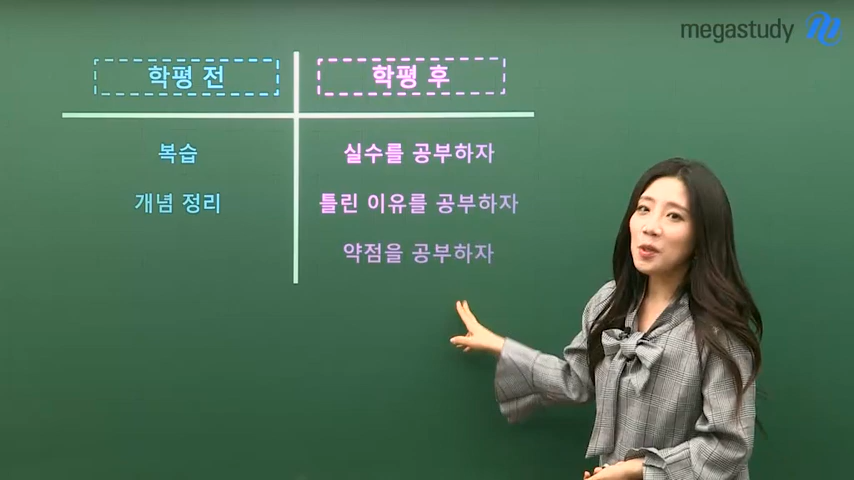 megastudy
학평 전
학평 후
복습
실수를 공부하자
개념 정리
틀린 이유를 공부하자
약점을 공부하자